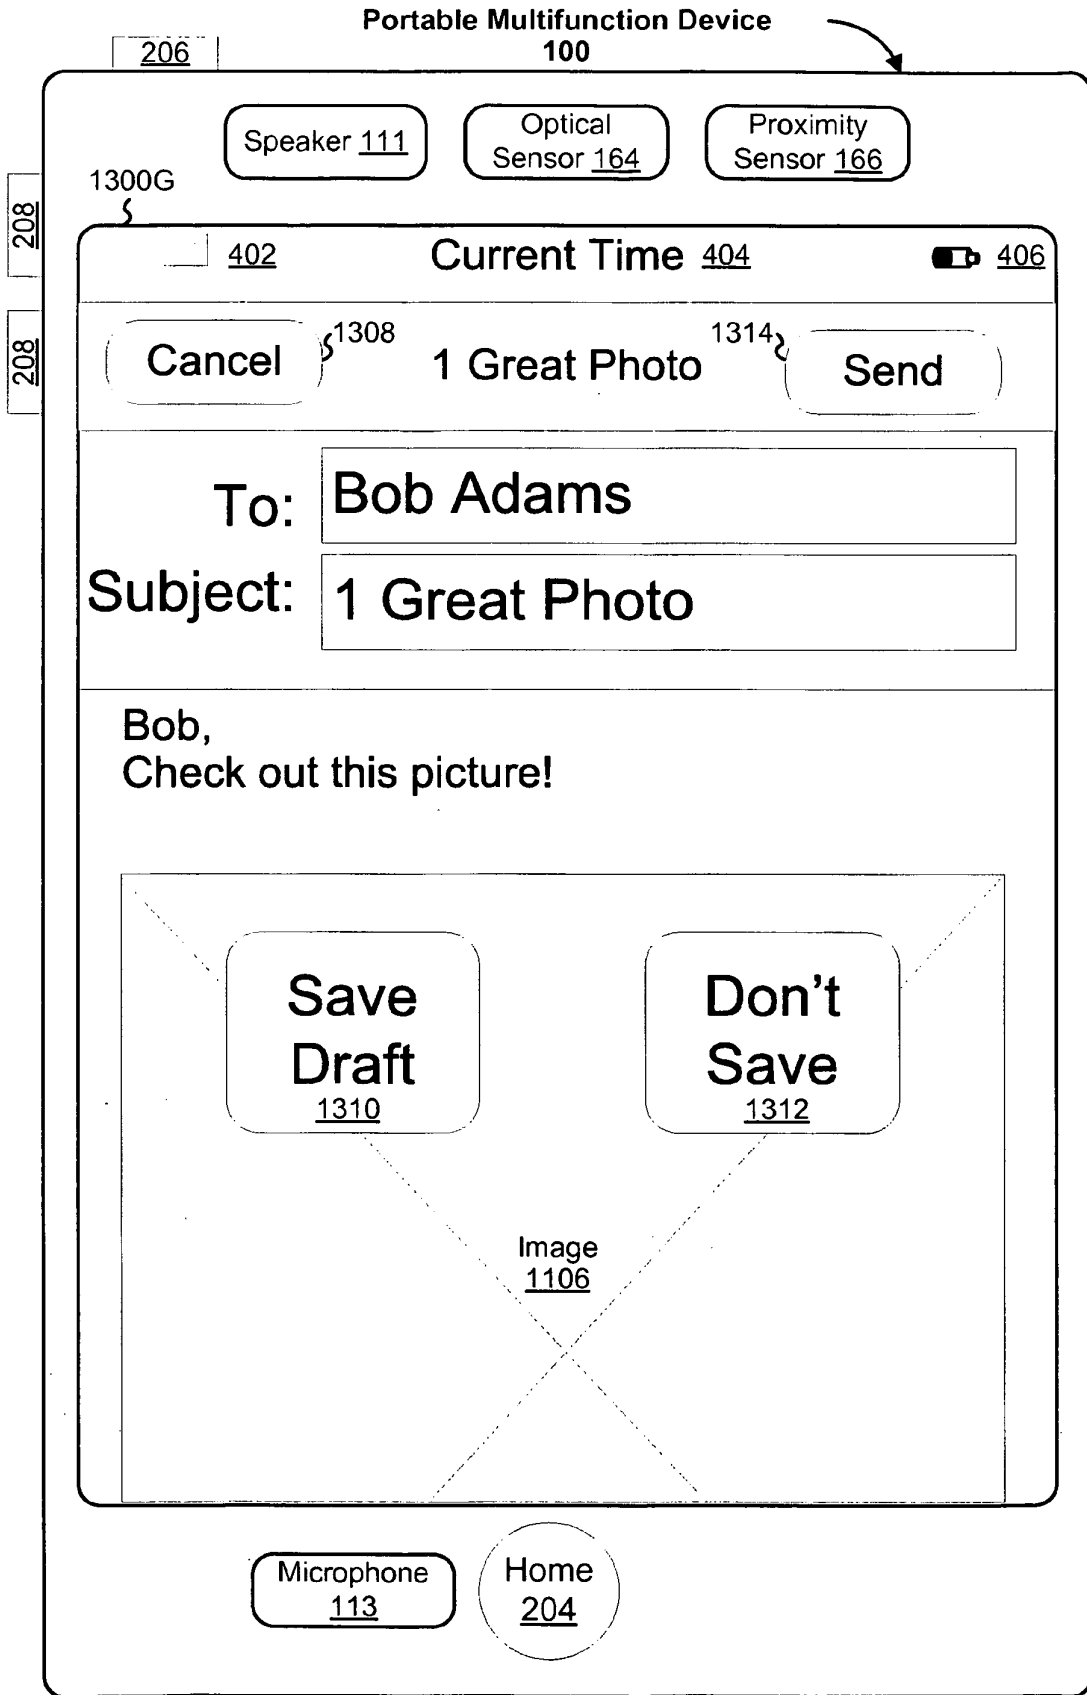 Portable Multifunction Device
100
206
Speaker 111
Optical
Sensor 164
Proximity
Sensor 166
1300G
208
208
402
Current Time 404
406
Cancel
1308
1 Great Photo
1314
Send
To:
Bob Adams
Subject:
1 Great Photo
Bob,
Check out this picture!
Save
Draft
1310
Don't
Save
1312
Image
1106
Microphone
113
Home
204